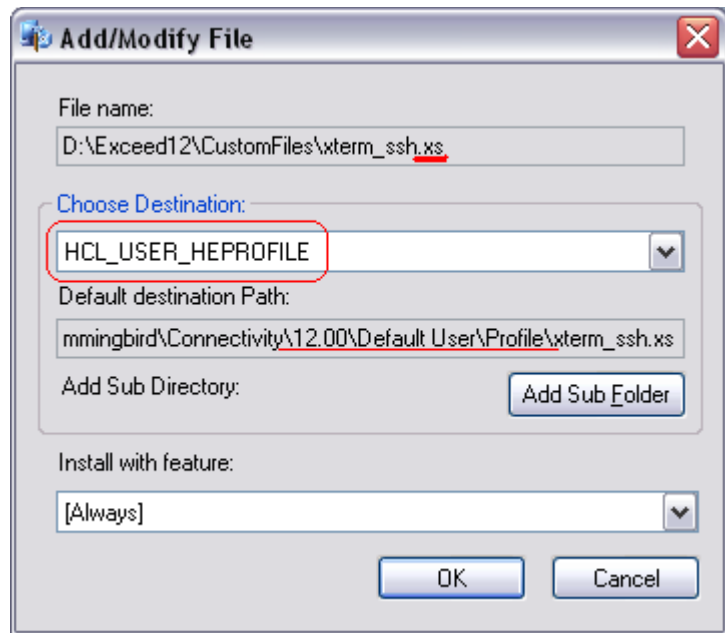 Add/Modify File
File name:
D:\Exceed12\CustomFiles\xterm_ssh.xs
Choose Destination:
HCL_USER_HEPROFILE
Default destination Path:
mmingbird\Connectivity\12.00\Default User\Profile\xterm_ssh.xs
Add Sub Directory:
Add Sub Folder
Install with feature:
[Always]
OK
Cancel